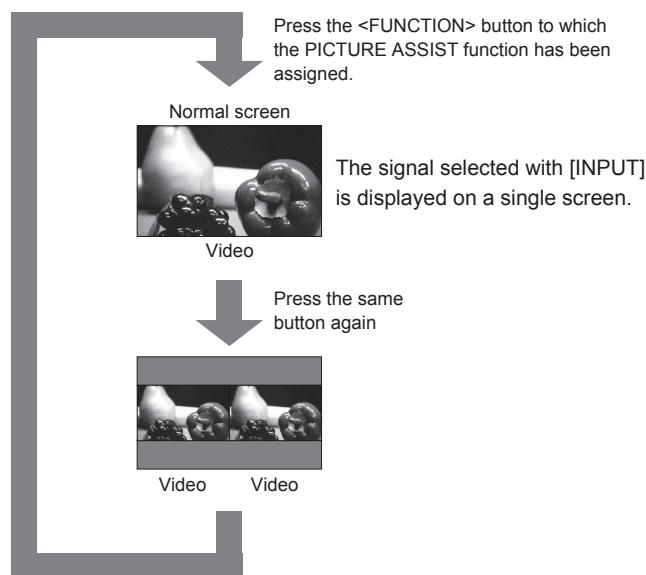 Press the <FUNCTION> button to which
the PICTURE ASSIST function has been
assigned.
Normal screen
The signal selected with [INPUT]
is displayed on a single screen.
Video
Press the same
button again
Video Video